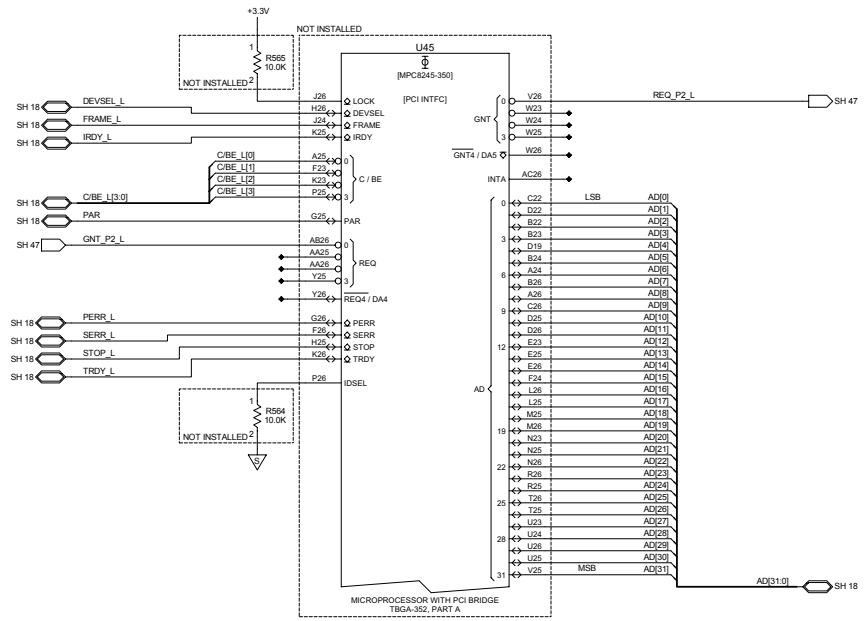 +3.3V
NOT INSTALLED
1
R565
10.0K
2
NOT INSTALLED
U45
[MPC8245-350]
[PCI INTFC]
J26 LOCK
SH 18 DEVSEL_L H26 DEVSEL
SH 18 FRAME_L J24 FRAME
SH 18 IRDY_L K25 IRDY
C/BE_L[0] A25 0
C/BE_L[1] F23
C/BE_L[2] K23
C/BE_L[3] P25 3
C / BE
SH 18 C/BE_L[3:0]
SH 18 PAR G25 PAR
SH 47 GNT_P2_L AB26 0
AA25
AA26
Y25 3
REQ
Y26 REQ4 / DA4
SH 18 PERR_L G26 PERR
SH 18 SERR_L F26 SERR
SH 18 STOP_L H25 STOP
SH 18 TRDY_L K26 TRDY
P26 IDSEL
1
R564
10.0K
NOT INSTALLED 2
S
GNT
0 V26 REQ_P2_L SH 47
W23
W24
3 W25
GNT4 / DA5 W26
INTA AC26
0 C22 LSB AD[0]
D22 AD[1]
B22 AD[2]
3 B23 AD[3]
D19 AD[4]
B24 AD[5]
6 A24 AD[6]
B26 AD[7]
A26 AD[8]
9 C26 AD[9]
D25 AD[10]
D26 AD[11]
12 E23 AD[12]
E25 AD[13]
E26 AD[14]
F24 AD[15]
AD L26 AD[16]
L25 AD[17]
M25 AD[18]
19 M26 AD[19]
N23 AD[20]
N25 AD[21]
22 N26 AD[22]
R26 AD[23]
R25 AD[24]
25 T26 AD[25]
T25 AD[26]
U23 AD[27]
28 U24 AD[28]
U26 AD[29]
U25 AD[30]
31 V25 MSB AD[31]
AD[31:0] SH 18
MICROPROCESSOR WITH PCI BRIDGE
TBGA-352, PART A